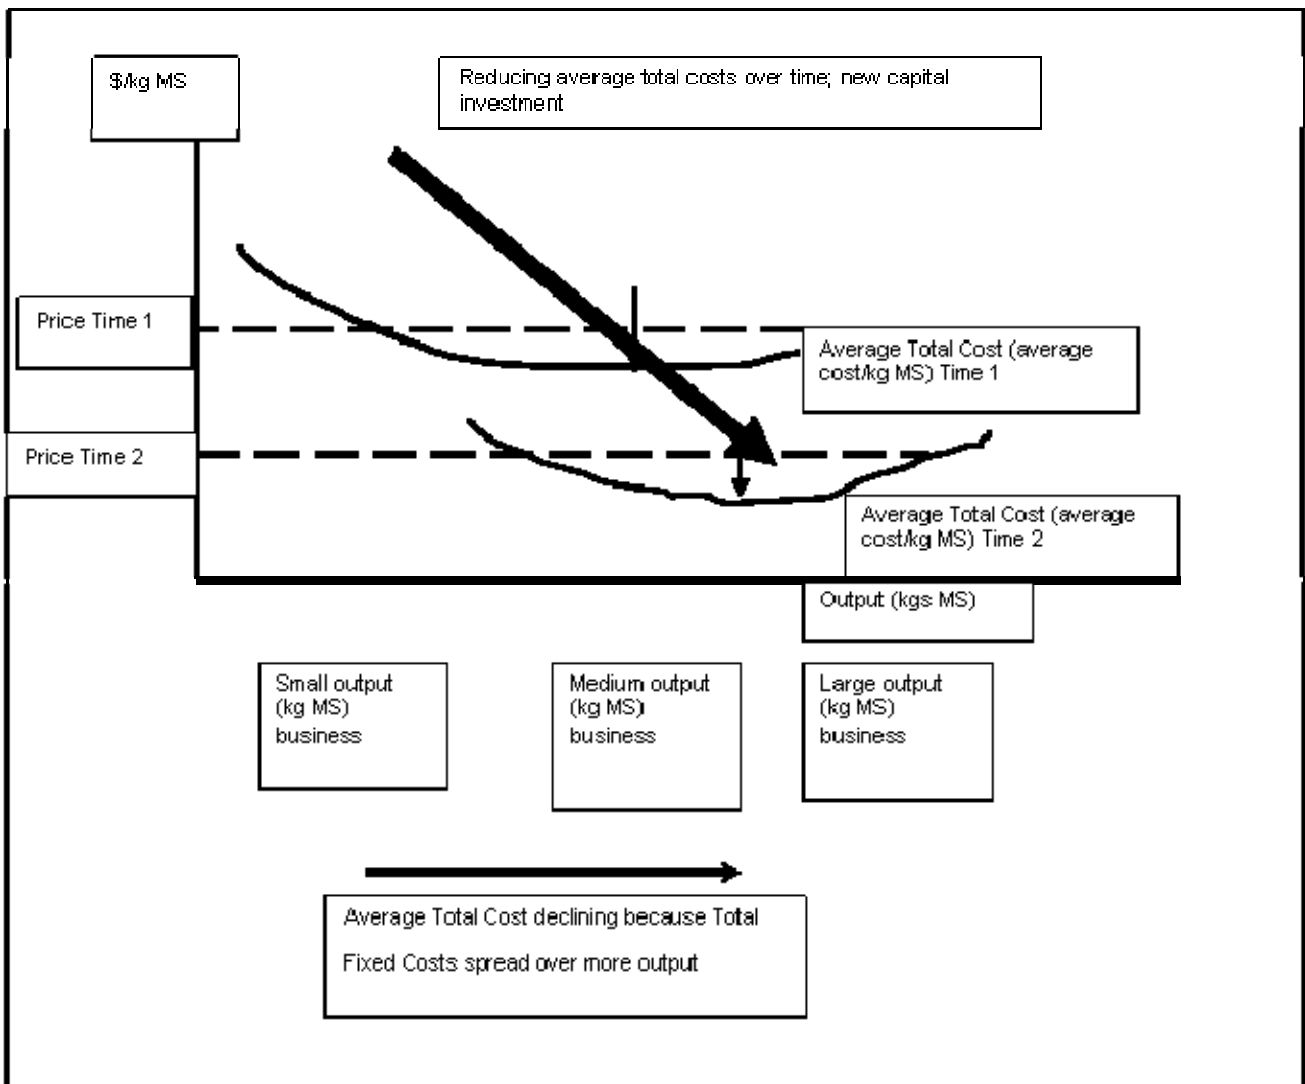 $/kg MS
Reducing average total costs over time; new capital
investment
Price Time 1
Average Total Cost (average
cost/kg MS) Time 1
Price Time 2
Average Total Cost (average
cost/kg MS) Time 2
Output (kgs MS)
Small output
(kg MS)
business
Medium output
(kg MS)
business
Large output
(kg MS)
business
Average Total Cost declining because Total
Fixed Costs spread over more output